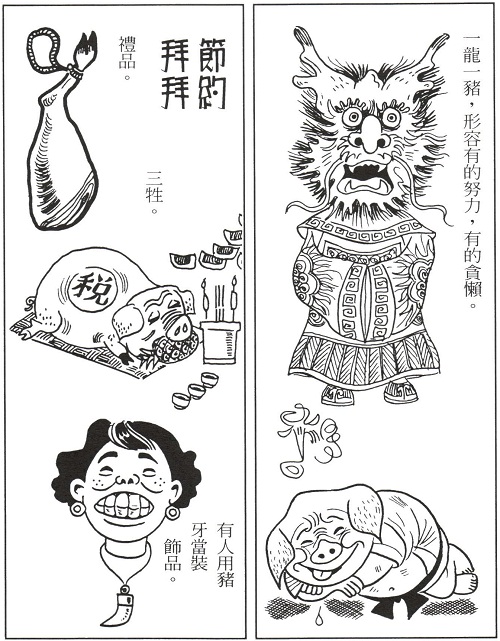 一龍一豬，形容有的努力，有的貪懶。
節約
拜拜
禮品。
三牲。
税
有人用豬
牙當裝
飾品。